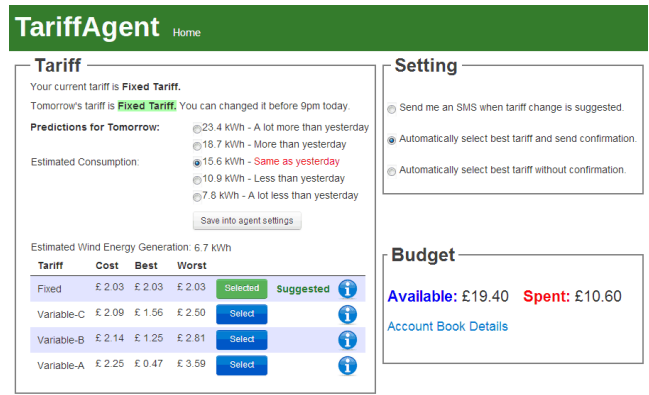 TariffAgent Home
Tariff
Your current tariff is Fixed Tariff.
Tomorrow's tariff is Fixed Tariff. You can changed it before 9pm today.
Predictions for Tomorrow:
23.4 kWh - A lot more than yesterday
18.7 kWh - More than yesterday
Estimated Consumption:
15.6 kWh - Same as yesterday
10.9 kWh - Less than yesterday
7.8 kWh - A lot less than yesterday
Save into agent settings
Estimated Wind Energy Generation: 6.7 kWh
Tariff Cost Best Worst
Fixed £ 2.03 £ 2.03 £ 2.03 Selected Suggested i
Variable-C £ 2.09 £ 1.56 £ 2.50 Select i
Variable-B £ 2.14 £ 1.25 £ 2.81 Select i
Variable-A £ 2.25 £ 0.47 £ 3.59 Select i
Setting
Send me an SMS when tariff change is suggested.
Automatically select best tariff and send confirmation.
Automatically select best tariff without confirmation.
Budget
Available: £19.40 Spent: £10.60
Account Book Details